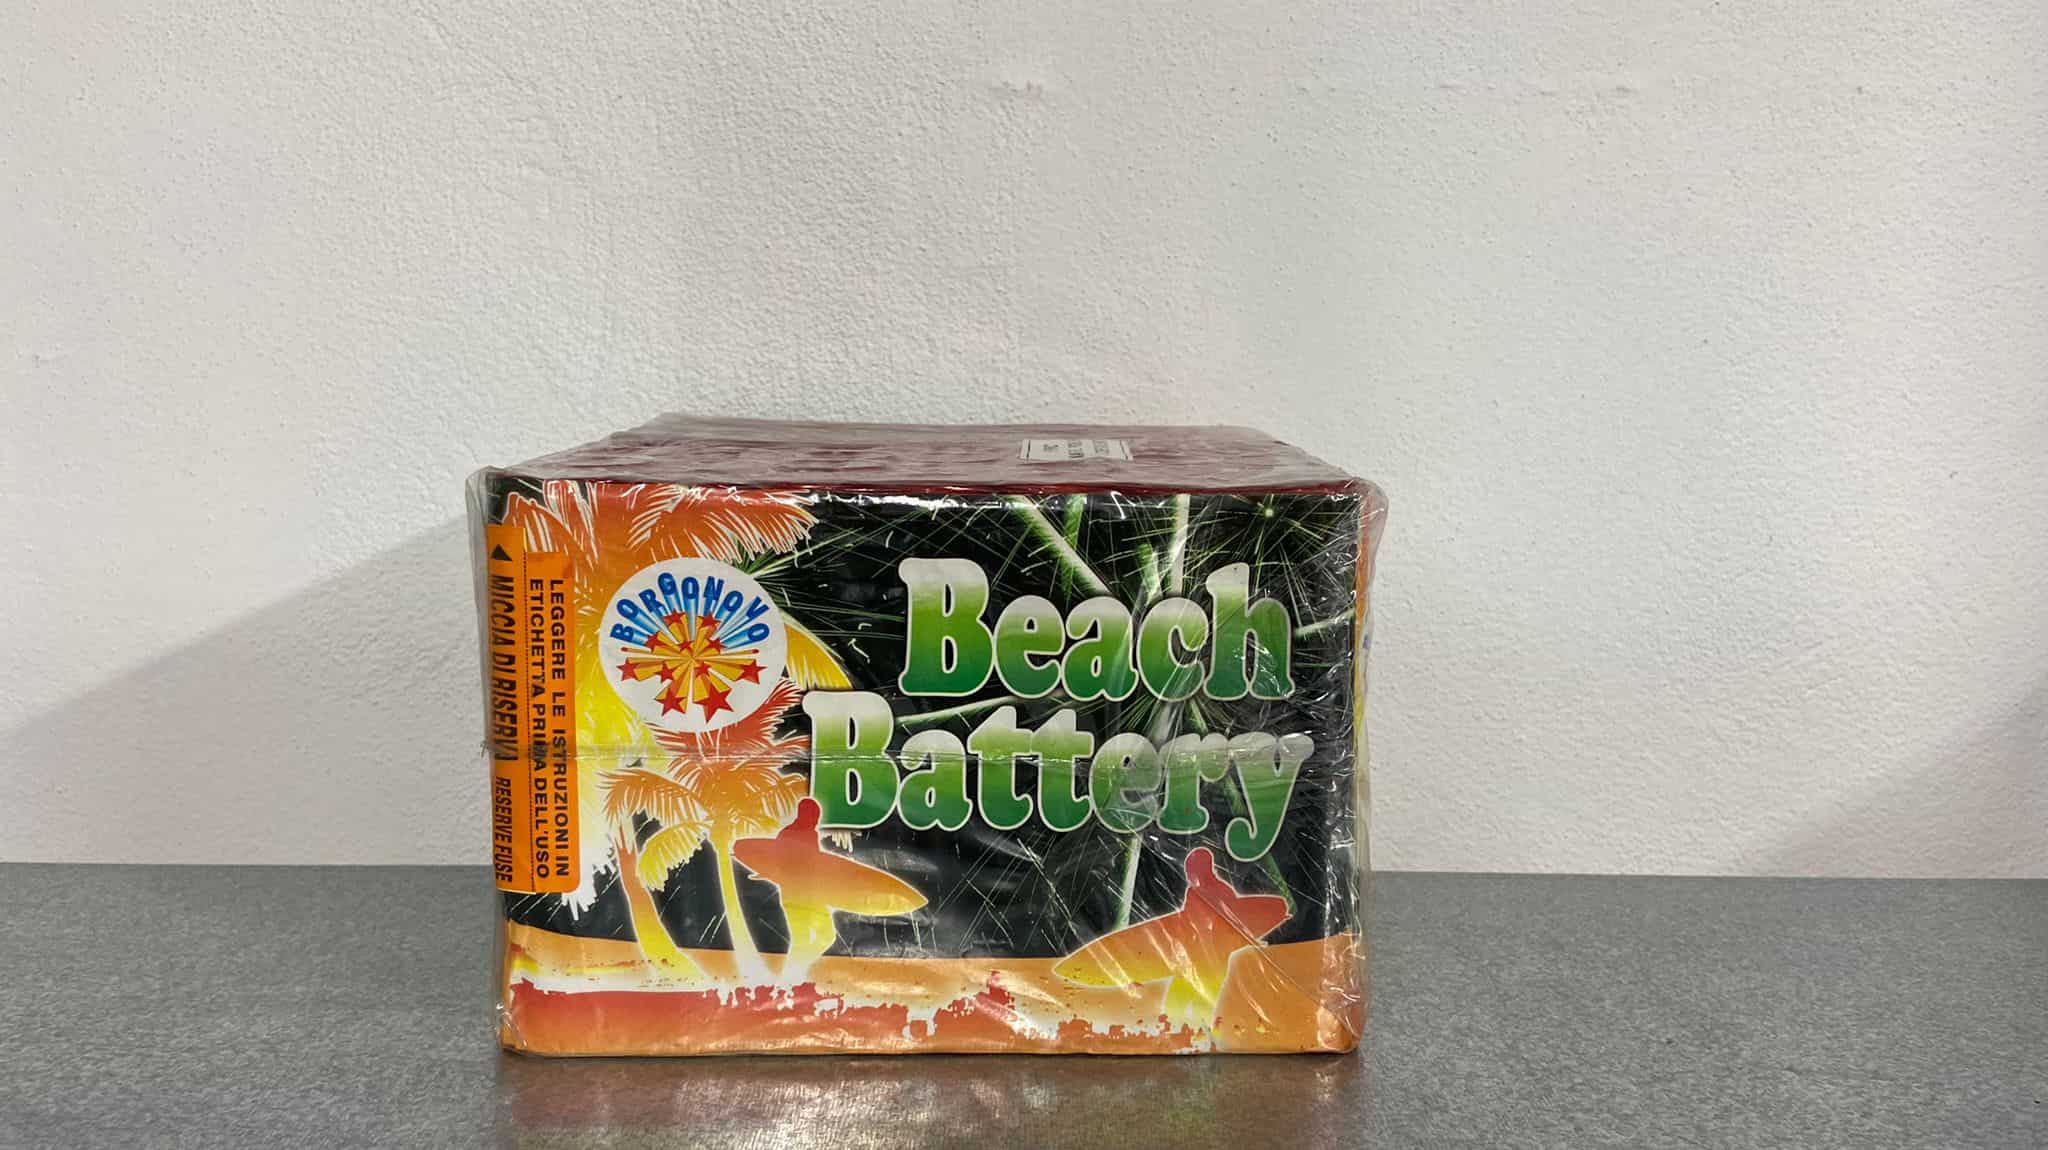 BORGONOVO
Beach
Battery
LEGGERE LE ISTRUZIONI IN
ETICHETTA PRIMA DELL'USO
MICCIA DI RISERVA RESERVE FUSE